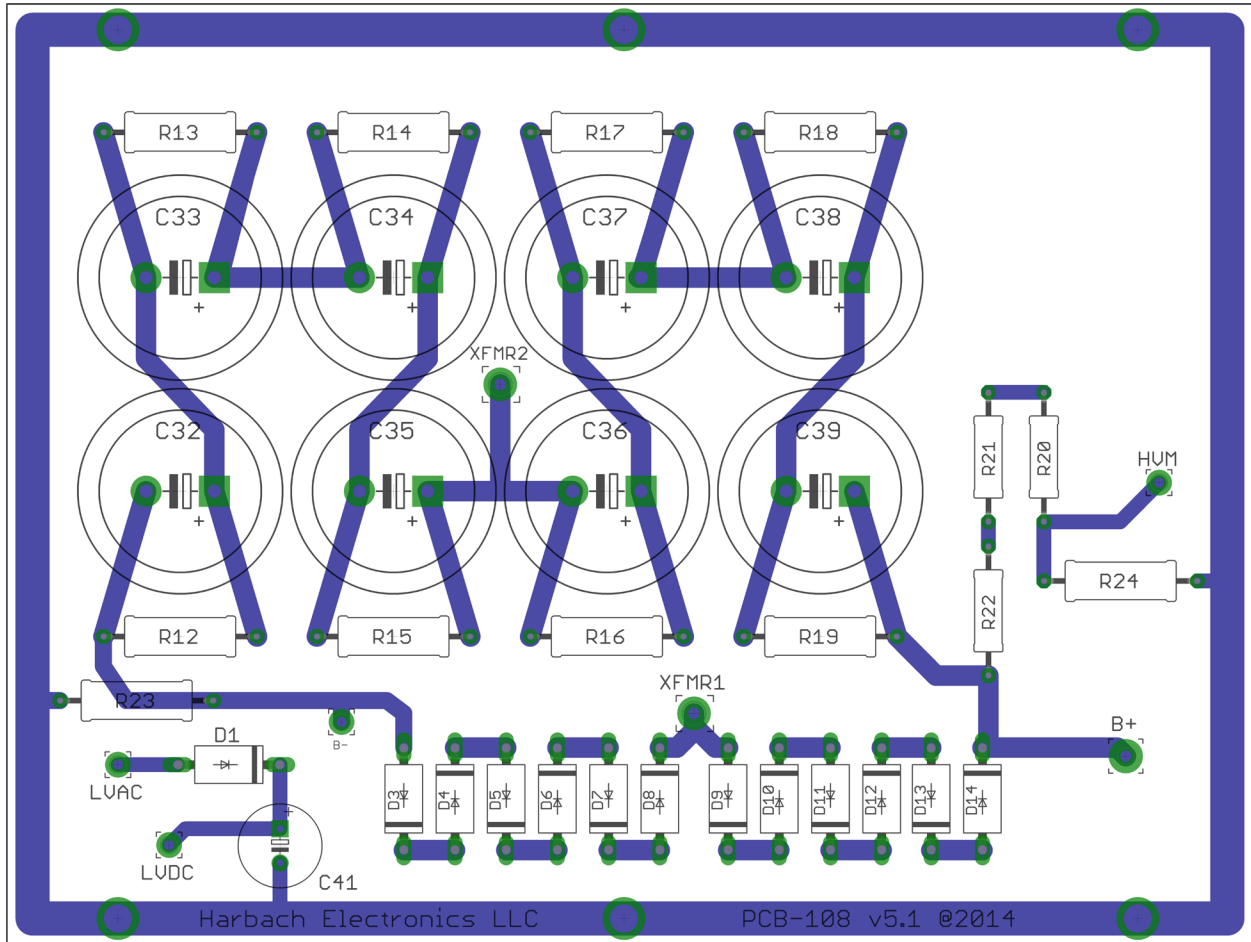 R13 R14 R17 R18
C33 C34 C37 C38
+ + + +
XFMR2
C32 C35 C36 C39
R21 R20 HVM
+ + + +
R24
R22
R12 R15 R16 R19
XFMR1
R23
B-
B+
D1
LVAC
D3 D4 D5 D6 D7 D8 D9 D10 D11 D12 D13 D14
+
LVDC
C41
Harbach Electronics LLC PCB-108 v5.1 @2014